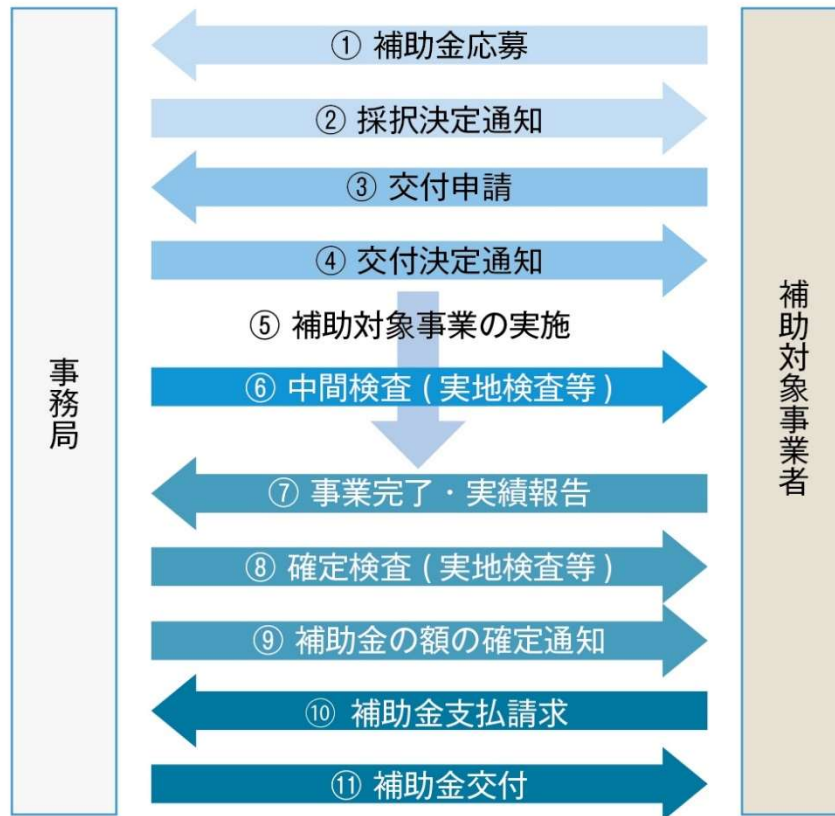 ① 補助金応募
② 採択決定通知
③ 交付申請
④ 交付決定通知
⑤ 補助対象事業の実施
⑥ 中間検査 ( 実地検査等 )
⑦ 事業完了・実績報告
⑧ 確定検査 ( 実地検査等 )
⑨ 補助金の額の確定通知
⑩ 補助金支払請求
⑪ 補助金交付
事務局
補助対象事業者